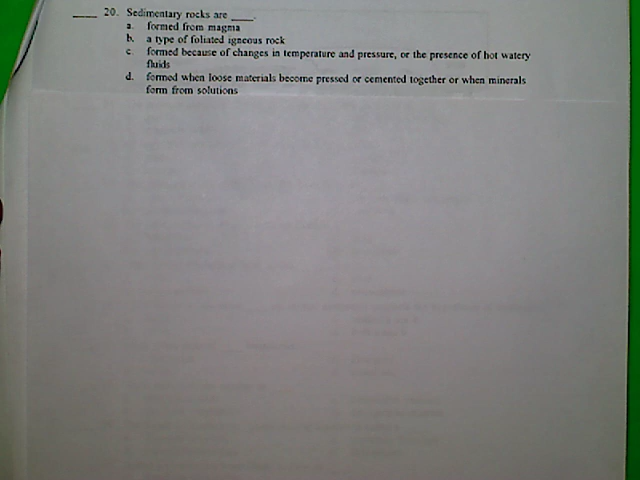 ____ 20. Sedimentary rocks are ____.
a. formed from magma
b. a type of foliated igneous rock
c. formed because of changes in temperature and pressure, or the presence of hot watery
fluids
d. formed when loose materials become pressed or cemented together or when minerals
form from solutions